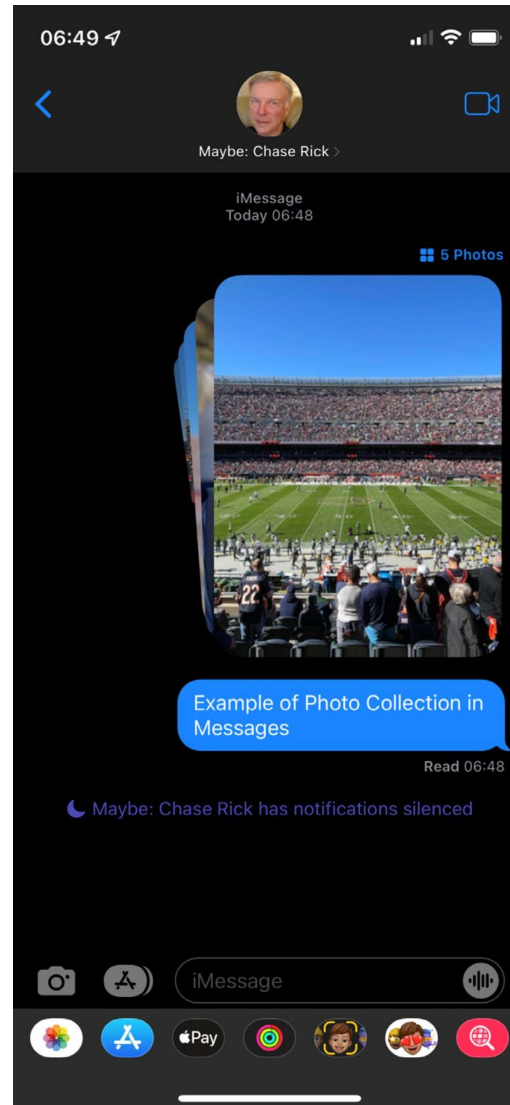 06:49
Maybe: Chase Rick >
iMessage
Today 06:48
5 Photos
22
Example of Photo Collection in
Messages
Read 06:48
Maybe: Chase Rick has notifications silenced
iMessage
Pay